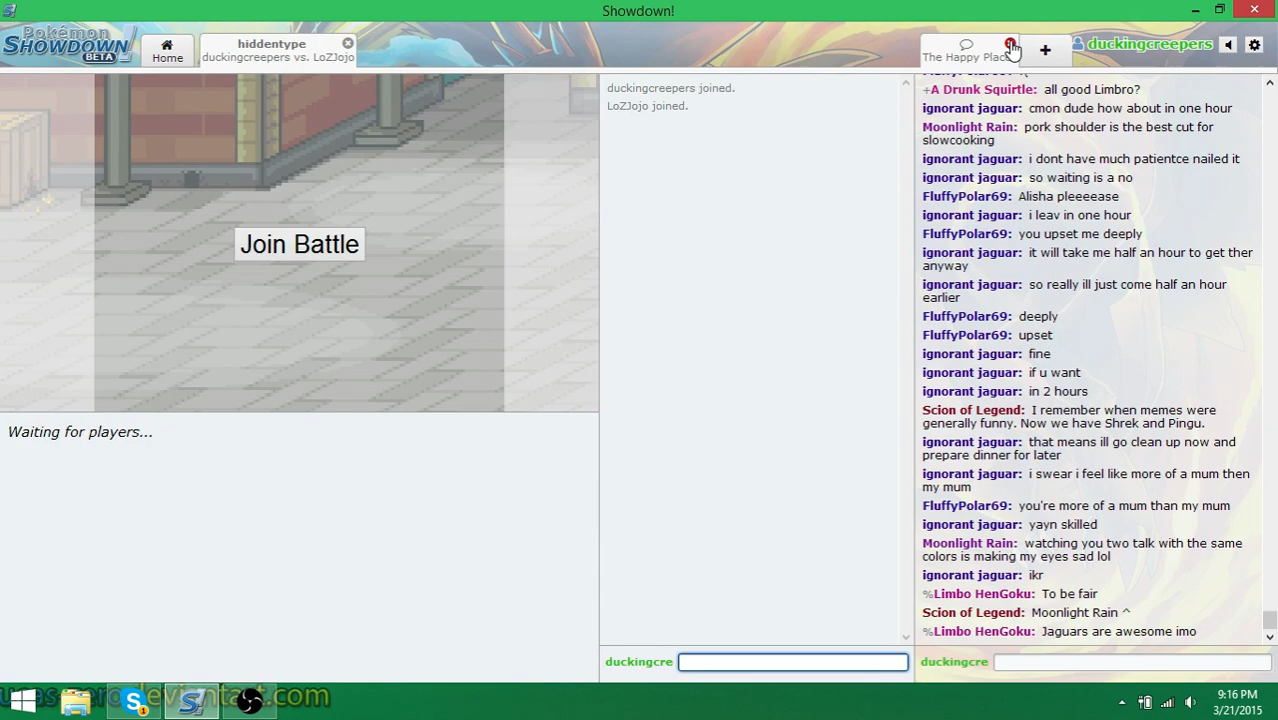 Showdown!
Pokémon
SHOWDOWN
BETA
Home
hiddentype
duckingcreepers vs. LoZJojo
The Happy Place
duckingcreepers
duckingcreepers joined.
LoZJojo joined.
Join Battle
Waiting for players...
+A Drunk Squirtle: all good Limbro?
ignorant jaguar: cmon dude how about in one hour
Moonlight Rain: pork shoulder is the best cut for
slowcooking
ignorant jaguar: i dont have much patientce nailed it
ignorant jaguar: so waiting is a no
FluffyPolar69: Alisha pleeeease
ignorant jaguar: i leav in one hour
FluffyPolar69: you upset me deeply
ignorant jaguar: it will take me half an hour to get ther
anyway
ignorant jaguar: so really ill just come half an hour
earlier
FluffyPolar69: deeply
FluffyPolar69: upset
ignorant jaguar: fine
ignorant jaguar: if u want
ignorant jaguar: in 2 hours
Scion of Legend: I remember when memes were
generally funny. Now we have Shrek and Pingu.
ignorant jaguar: that means ill go clean up now and
prepare dinner for later
ignorant jaguar: i swear i feel like more of a mum then
my mum
FluffyPolar69: you're more of a mum than my mum
ignorant jaguar: yayn skilled
Moonlight Rain: watching you two talk with the same
colors is making my eyes sad lol
ignorant jaguar: ikr
%Limbo HenGoku: To be fair
Scion of Legend: Moonlight Rain ^
%Limbo HenGoku: Jaguars are awesome imo
duckingcre
duckingcre
deviantart.com
9:16 PM
3/21/2015